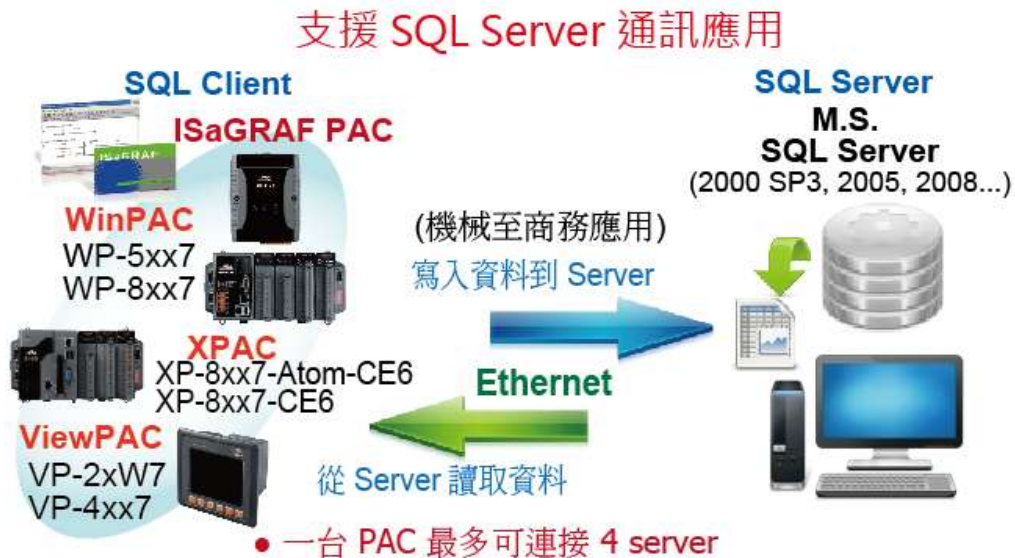 支援 SQL Server 通訊應用
SQL Client
ISaGRAF PAC
ISaGRAF
WinPAC
WP-5xx7
WP-8xx7
XPAC
XP-8xx7-Atom-CE6
XP-8xx7-CE6
ViewPAC
VP-2xW7
VP-4xx7
(機械至商務應用)
寫入資料到 Server
Ethernet
從 Server 讀取資料
SQL Server
M.S.
SQL Server
(2000 SP3, 2005, 2008...)
● 一台 PAC 最多可連接 4 server